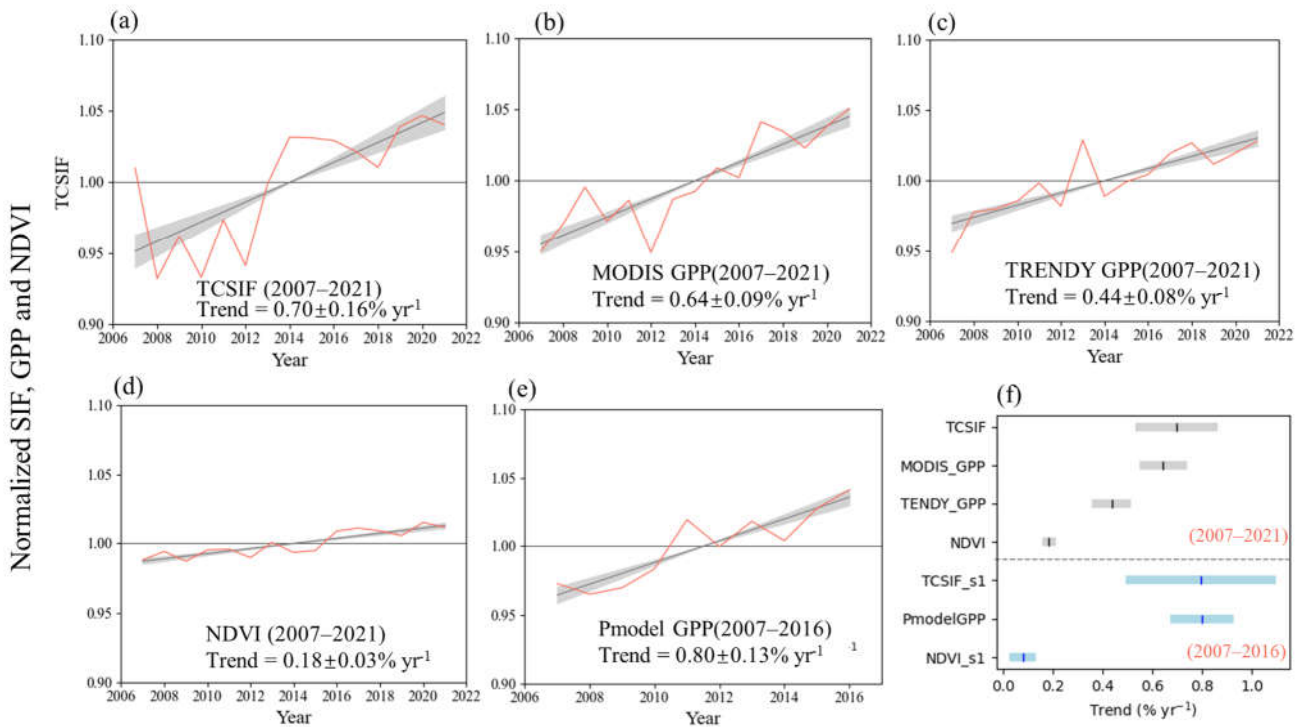 Normalized SIF, GPP and NDVI
(a)
1.10
1.05
1.00
0.95
0.90
TCSIF
TCSIF (2007–2021)
Trend = 0.70±0.16% yr-1
2006 2008 2010 2012 2014 2016 2018 2020 2022
Year
(b)
1.10
1.05
1.00
0.95
0.90
MODIS GPP(2007–2021)
Trend = 0.64±0.09% yr-1
2006 2008 2010 2012 2014 2016 2018 2020 2022
Year
(c)
1.10
1.05
1.00
0.95
0.90
TRENDY GPP(2007–2021)
Trend = 0.44±0.08% yr-1
2006 2008 2010 2012 2014 2016 2018 2020 2022
Year
(d)
1.10
1.05
1.00
0.95
0.90
NDVI (2007–2021)
Trend = 0.18±0.03% yr-1
2006 2008 2010 2012 2014 2016 2018 2020 2022
Year
(e)
1.10
1.05
1.00
0.95
0.90
Pmodel GPP(2007–2016)
Trend = 0.80±0.13% yr-1
2006 2008 2010 2012 2014 2016
Year
(f)
TCSIF
MODIS_GPP
TENDY_GPP
NDVI
(2007–2021)
TCSIF_s1
PmodelGPP
NDVI_s1
(2007–2016)
0.0 0.2 0.4 0.6 0.8 1.0
Trend (% yr−1)